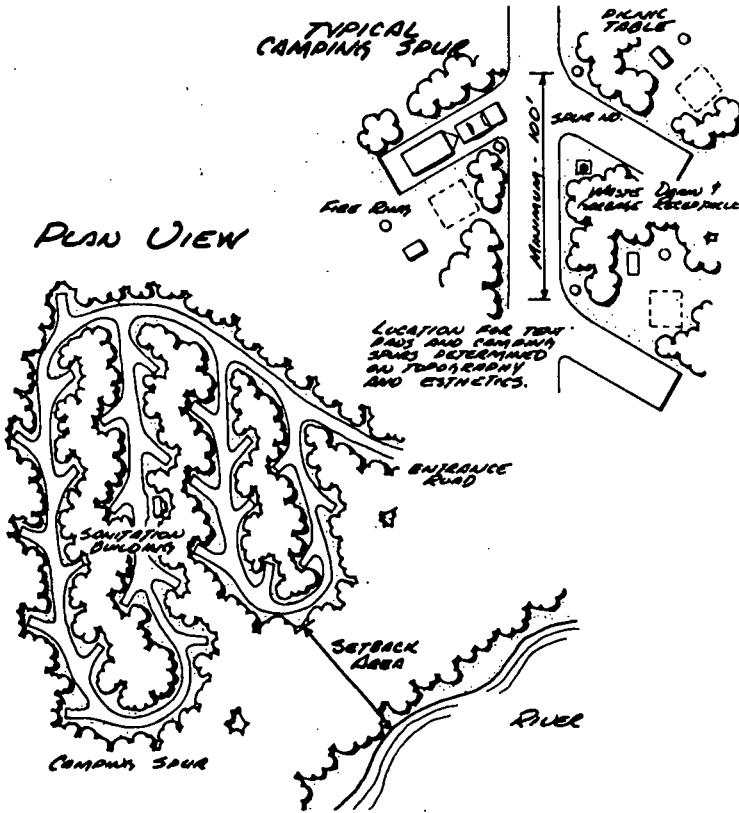 TYPICAL
CAMPING SPUR
PICNIC
TABLE
SPUR NO.
MINIMUM - 100'
WASTE DRAIN &
GARBAGE RECEPTACLE
FIRE RING
PLAN VIEW
LOCATION FOR TENT
PADS AND CAMPING
SPURS DETERMINED
ON TOPOGRAPHY
AND ESTHETICS.
ENTRANCE
ROAD
SANITATION
BUILDING
SETBACK
AREA
RIVER
CAMPING SPUR